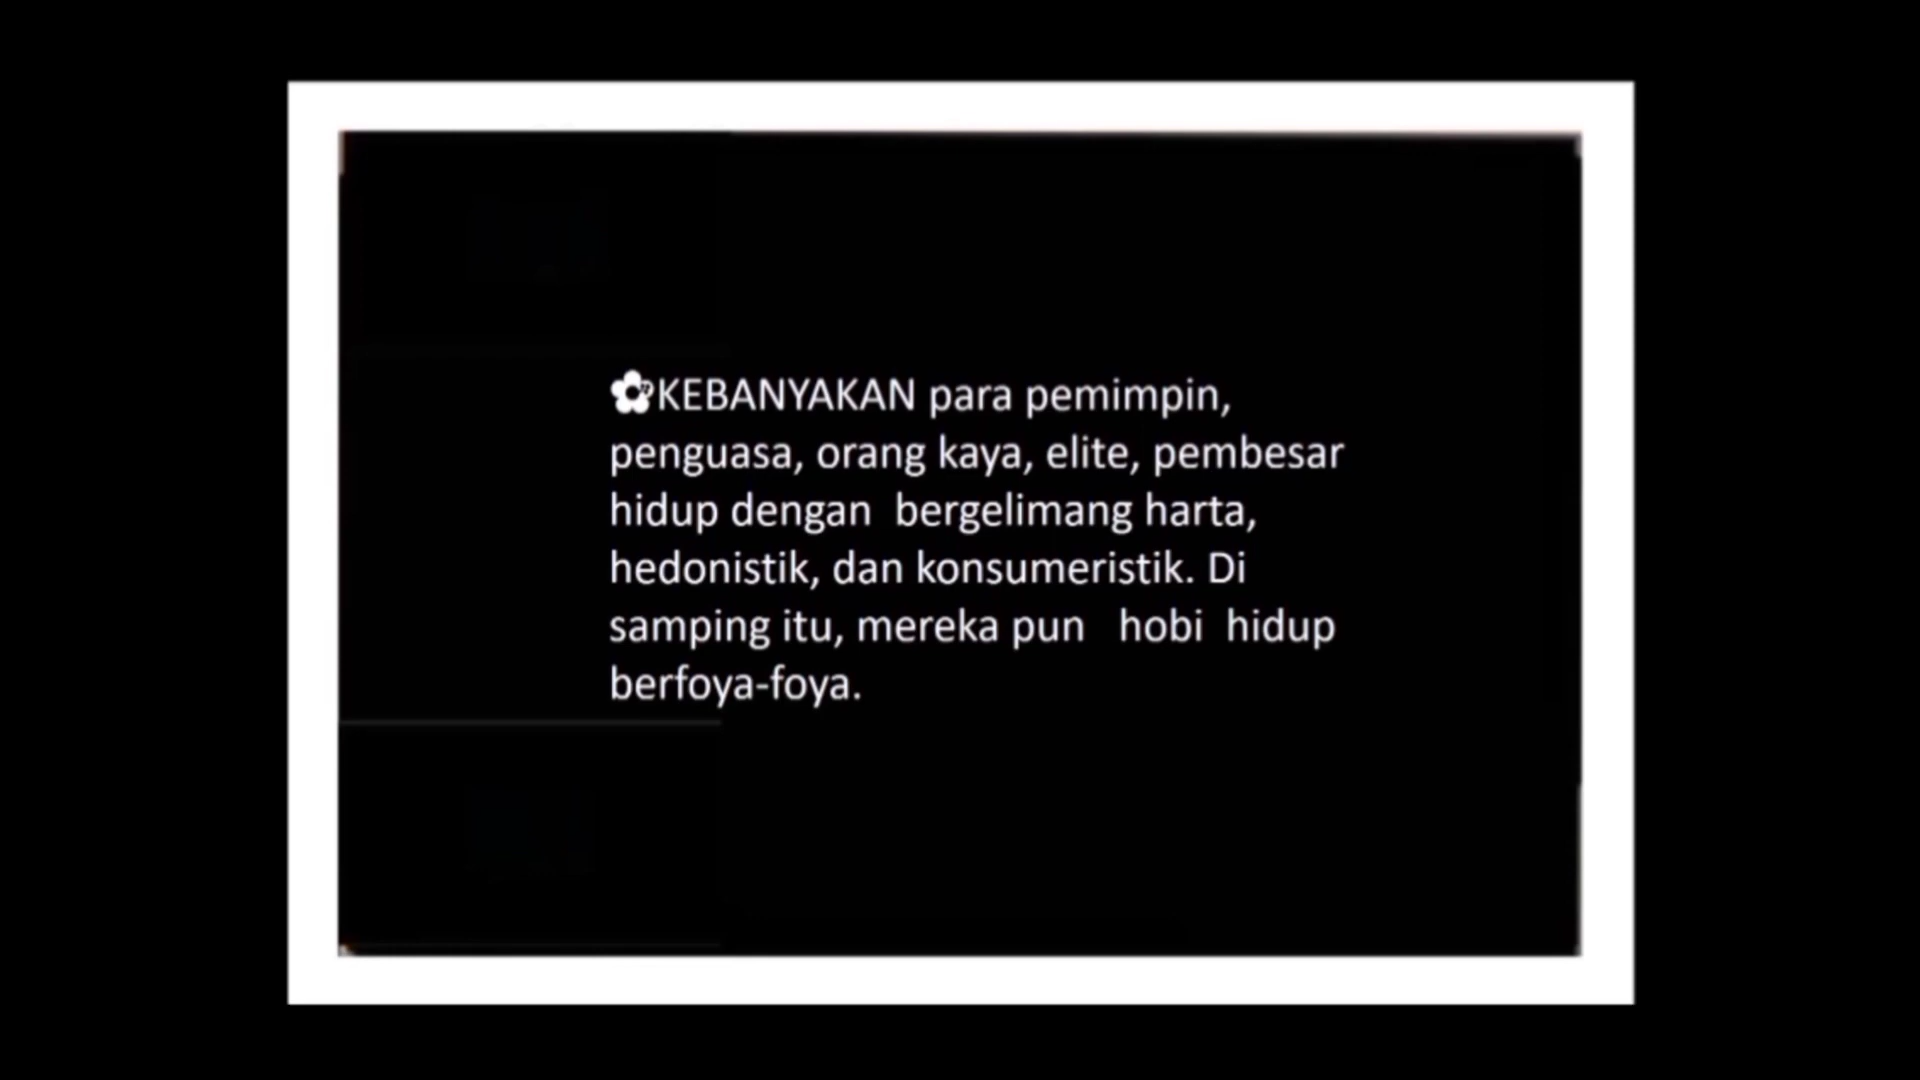 ✿KEBANYAKAN para pemimpin,
penguasa, orang kaya, elite, pembesar
hidup dengan  bergelimang harta,
hedonistik, dan konsumeristik. Di
samping itu, mereka pun   hobi  hidup
berfoya-foya.